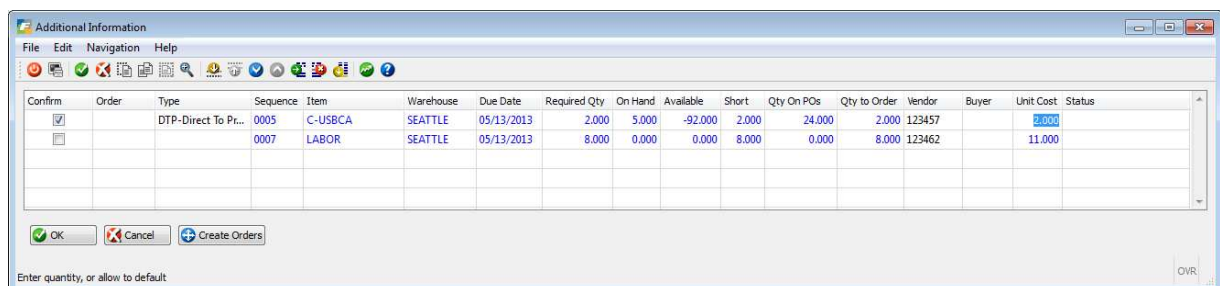 Additional Information
File Edit Navigation Help
Confirm Order Type Sequence Item Warehouse Due Date Required Qty On Hand Available Short Qty On POs Qty to Order Vendor Buyer Unit Cost Status
DTP-Direct To Pr... 0005 C-USBCA SEATTLE 05/13/2013 2.000 5.000 -92.000 2.000 24.000 2.000 123457 2.000
0007 LABOR SEATTLE 05/13/2013 8.000 0.000 0.000 8.000 0.000 8.000 123462 11.000
OK Cancel Create Orders
Enter quantity, or allow to default
OVR